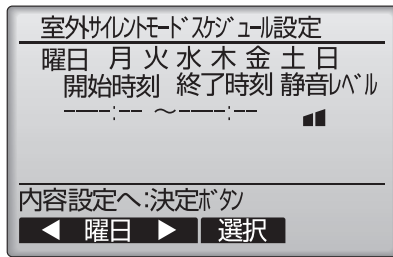 室外サイレントモードスケジュール設定
曜日 月 火 水 木 金 土 日
開始時刻 終了時刻 静音レベル
----:-- ～----:--
内容設定へ:決定ボタン
◀ 曜日 ▶ 選択